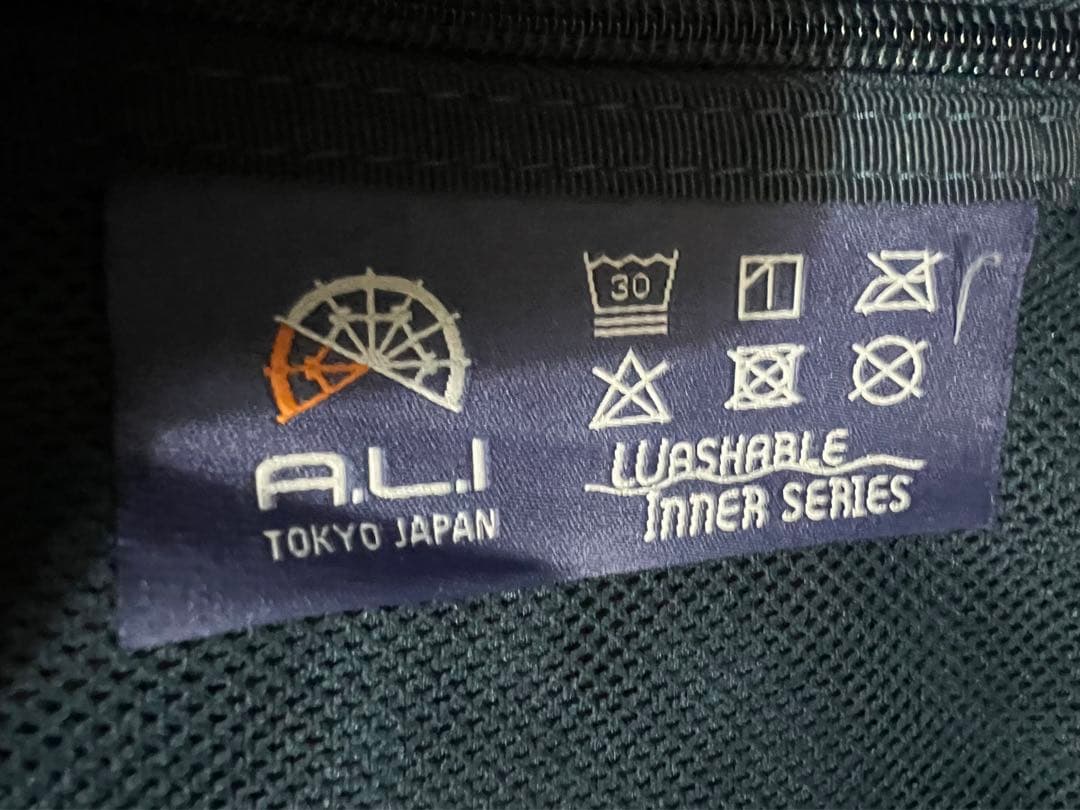 30
A.L.I
TOKYO JAPAN
WASHABLE
INNER SERIES